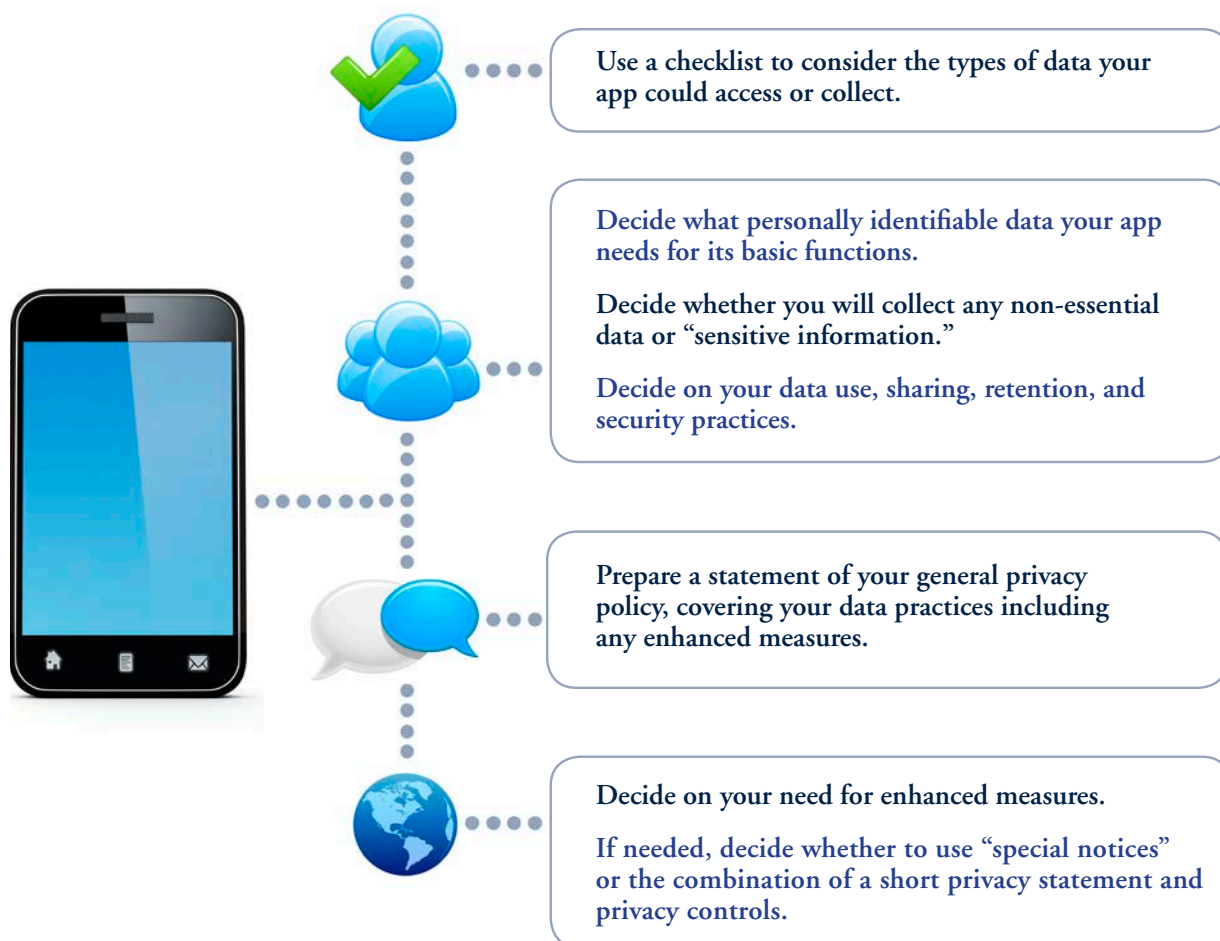 Use a checklist to consider the types of data your
app could access or collect.
Decide what personally identifiable data your app
needs for its basic functions.
Decide whether you will collect any non-essential
data or “sensitive information.”
Decide on your data use, sharing, retention, and
security practices.
Prepare a statement of your general privacy
policy, covering your data practices including
any enhanced measures.
Decide on your need for enhanced measures.
If needed, decide whether to use “special notices”
or the combination of a short privacy statement and
privacy controls.